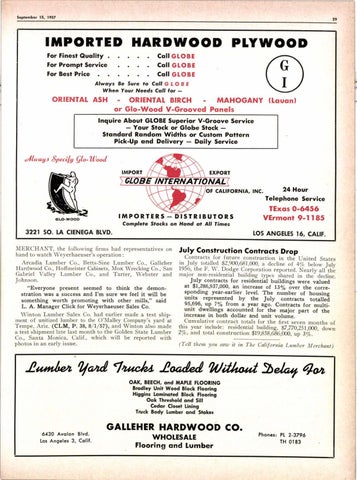 September 15, 1957
29
IMPORTED HARDWOOD PLYWOOD
For Finest Quality . . . . . Call GLOBE
For Prompt Service . . . . Call GLOBE
For Best Price . . . . . Call GLOBE
Always Be Sure to Call GLOBE
When Your Needs Call for —
ORIENTAL ASH - ORIENTAL BIRCH - MAHOGANY (Lauan)
or Glo-Wood V-Grooved Panels
G
I
Inquire About GLOBE Superior V-Groove Service
— Your Stock or Globe Stock —
Standard Random Widths or Custom Pattern
Pick-Up and Delivery — Daily Service
Always Specify Glo-Wood
GLO-WOOD
IMPORT EXPORT
GLOBE INTERNATIONAL
OF CALIFORNIA, INC.
IMPORTERS - DISTRIBUTORS
Complete Stocks on Hand at All Times
24 Hour
Telephone Service
TExas 0-6456
VErmont 9-1185
3221 SO. LA CIENEGA BLVD.
LOS ANGELES 16, CALIF.
MERCHANT, the following firms had representatives on
hand to watch Weyerhaeuser's operation:
Arcadia Lumber Co., Betts-Sine Lumber Co., Galleher
Hardwood Co., Hoffmeister Cabinets, Mox Wrecking Co., San
Gabriel Valley Lumber Co., and Tarter, Webster and
Johnson.
"Everyone present seemed to think the demon-
stration was a success and I'm sure we feel it will be
something worth promoting with other mills," said
L. A. Manager Click for Weyerhaeuser Sales Co.
Winton Lumber Sales Co. had earlier made a test ship-
ment of unitized lumber to the O'Malley Company's yard at
Tempe, Ariz. (CLM, P. 38, 8/1/57), and Winton also made
a test shipment later last month to the Golden State Lumber
Co., Santa Monica, Calif., which will be reported with
photos in an early issue.
July Construction Contracts Drop
Contracts for future construction in the United States
in July totalled $2,900,681,000, a decline of 4% below July
1956, the F. W. Dodge Corporation reported. Nearly all the
major non-residential building types shared in the decline.
July contracts for residential buildings were valued
at $1,286,537,000, an increase of 13% over the corre-
sponding year-earlier level. The number of housing
units represented by the July contracts totalled
95,698, up 7% from a year ago. Contracts for multi-
unit dwellings accounted for the major part of the
increase in both dollar and unit volume.
Cumulative contract totals for the first seven months of
this year include: residential building, $7,770,251,000, down
2%, and total construction $19,858,686,000, up 3%.
(Tell them you saw it in The California Lumber Merchant)
Lumber Yard Trucks Loaded Without Delay For
OAK, BEECH, and MAPLE FLOORING
Bradley Unit Wood Block Flooring
Higgins Laminated Block Flooring
Oak Threshold and Sill
Cedar Closet Lining
Truck Body Lumber and Stakes
6430 Avalon Blvd.
Los Angeles 3, Calif.
GALLEHER HARDWOOD CO.
WHOLESALE
Flooring and Lumber
Phones: PL 2-3796
TH 0183